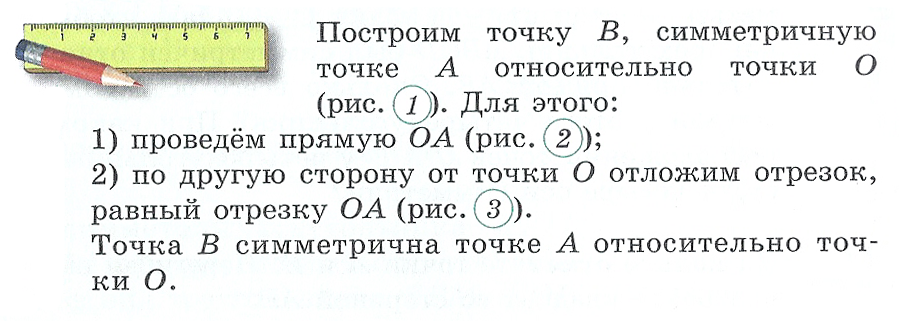 1 2 3 4 5 6 7
Построим точку B, симметричную
точке A относительно точки O
(рис. 1). Для этого:
1) проведём прямую OA (рис. 2);
2) по другую сторону от точки O отложим отрезок,
равный отрезку OA (рис. 3).
Точка B симметрична точке A относительно точ-
ки O.